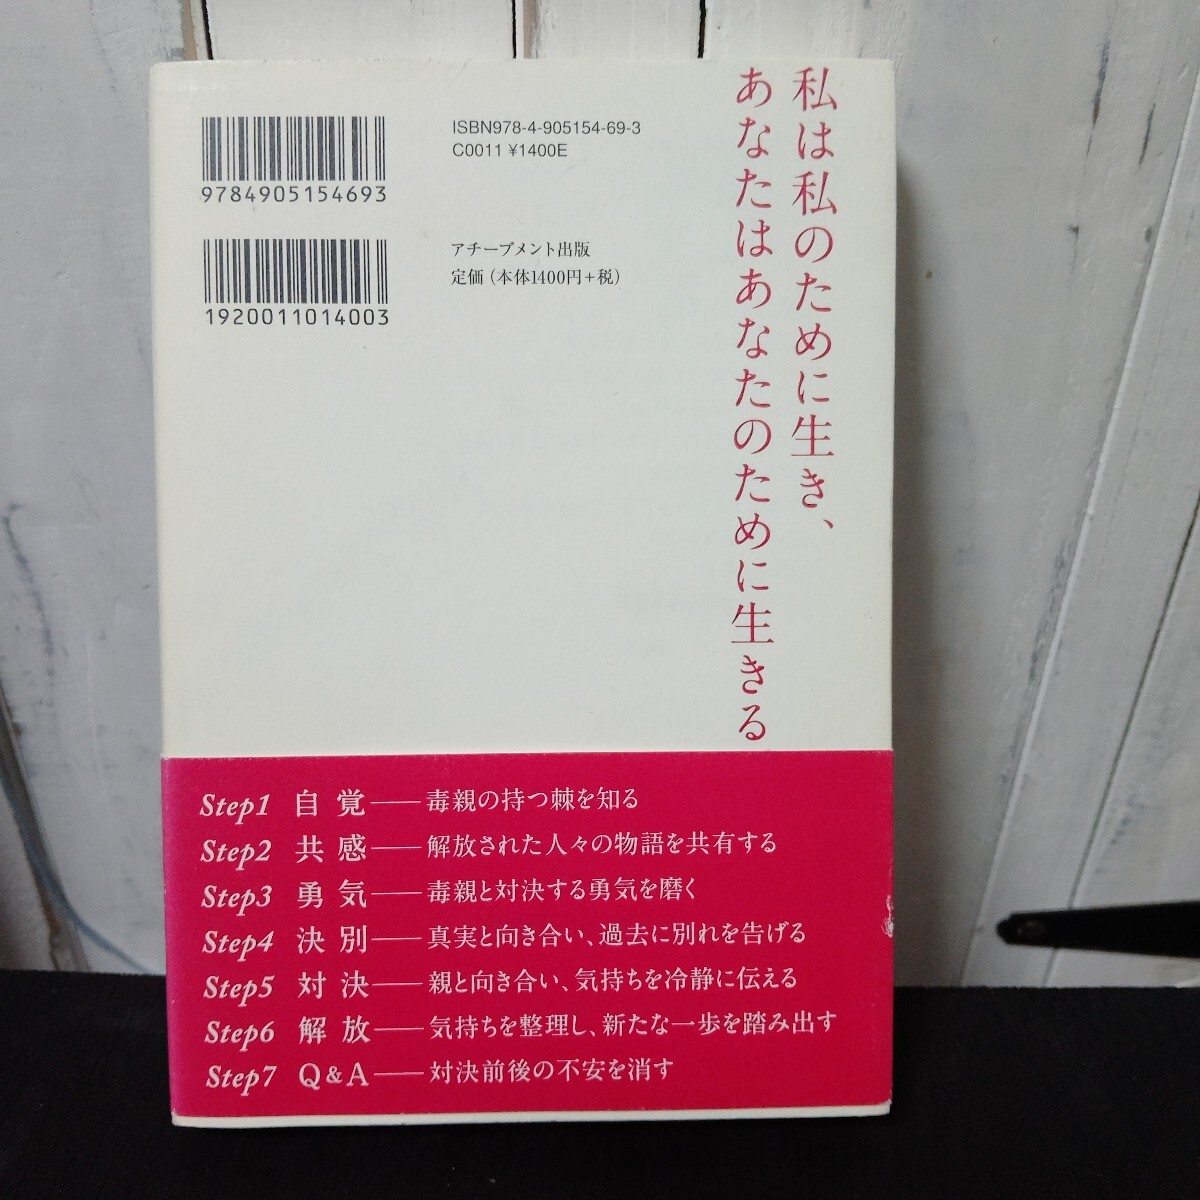 私は私のために生き、
あなたはあなたのために生きる
ISBN978-4-905154-69-3
C0011 ¥1400E
9784905154693
アチーブメント出版
定価（本体1400円+税）
1920011014003
Step1 自覚――毒親の持つ棘を知る
Step2 共感――解放された人々の物語を共有する
Step3 勇気――毒親と対決する勇気を磨く
Step4 決別――真実と向き合い、過去に別れを告げる
Step5 対決――親と向き合い、気持ちを冷静に伝える
Step6 解放――気持ちを整理し、新たな一歩を踏み出す
Step7 Q&A――対決前後の不安を消す